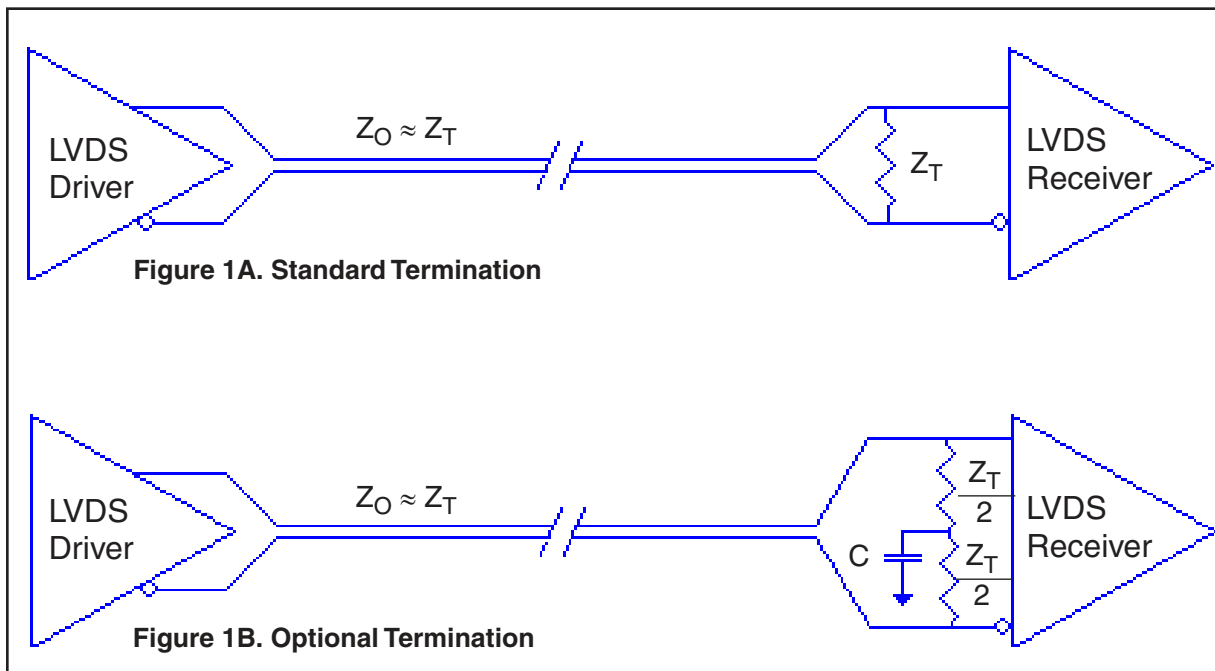 LVDS
Driver
Z_O ≈ Z_T
Z_T
LVDS
Receiver
Figure 1A. Standard Termination
LVDS
Driver
Z_O ≈ Z_T
C
Z_T
2
Z_T
2
LVDS
Receiver
Figure 1B. Optional Termination